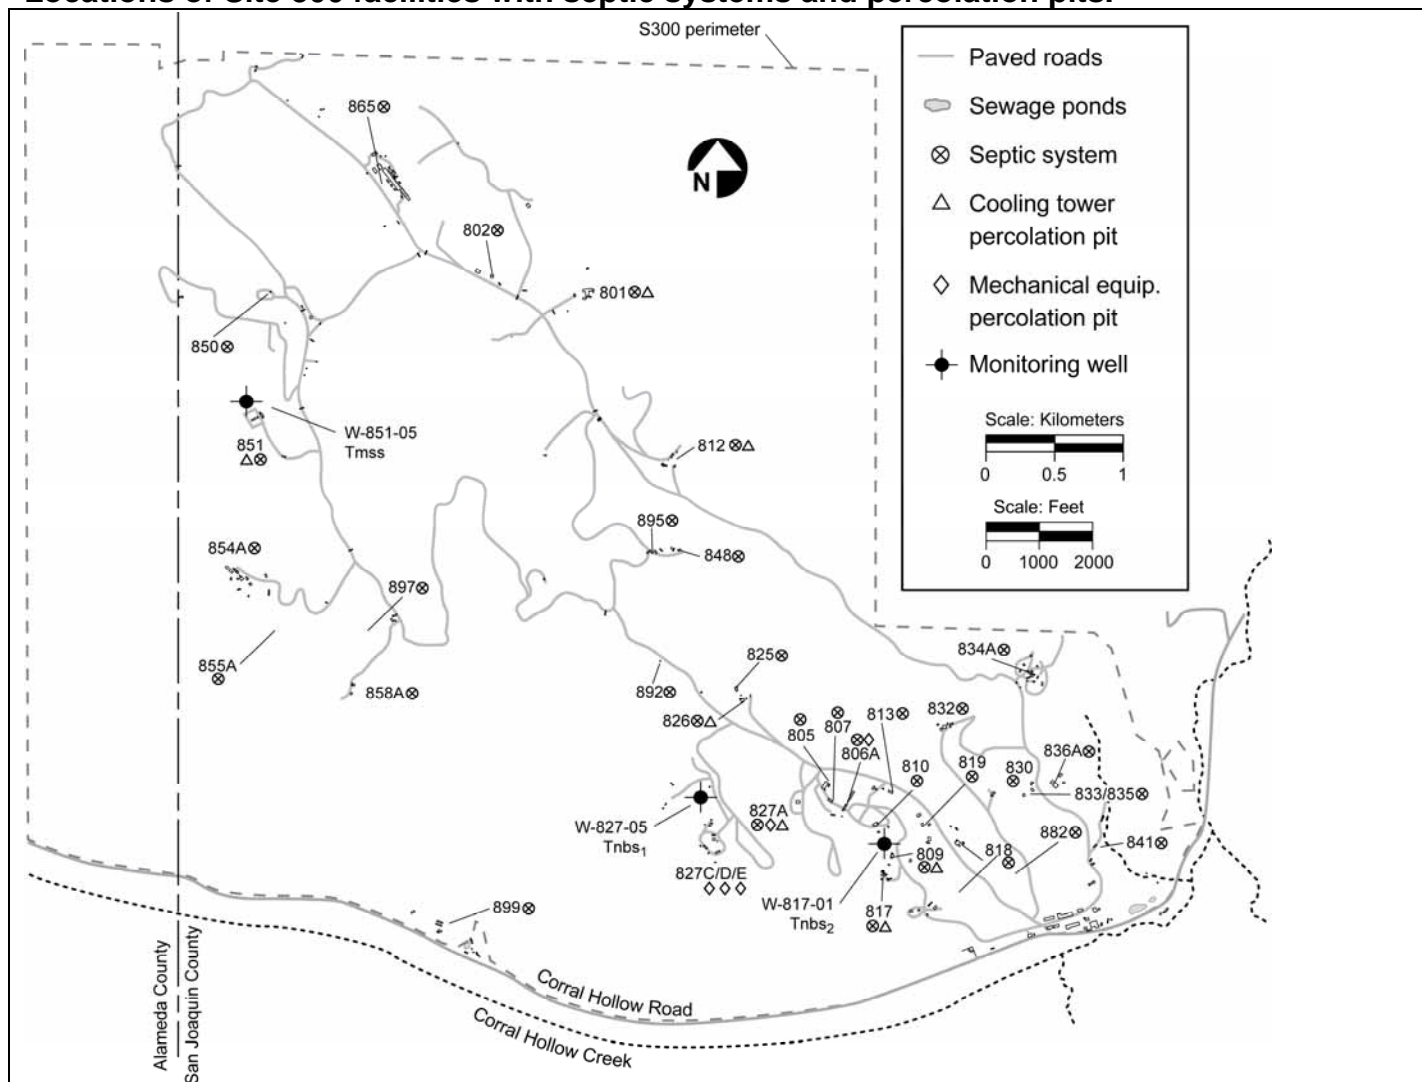 Locations of Site 300 facilities with septic systems and percolation pits.
S300 perimeter
Paved roads
Sewage ponds
Septic system
Cooling tower
percolation pit
Mechanical equip.
percolation pit
Monitoring well
Scale: Kilometers
0 0.5 1
Scale: Feet
0 1000 2000
N
865
802
801
850
W-851-05
Tmss
851
812
895
848
854A
897
855A
858A
892
825
826
834A
805
807
806A
813
832
810
819
830
836A
833/835
827A
W-827-05
Tnbs1
827C/D/E
809
818
882
841
W-817-01
Tnbs2
817
899
Corral Hollow Road
Corral Hollow Creek
Alameda County
San Joaquin County